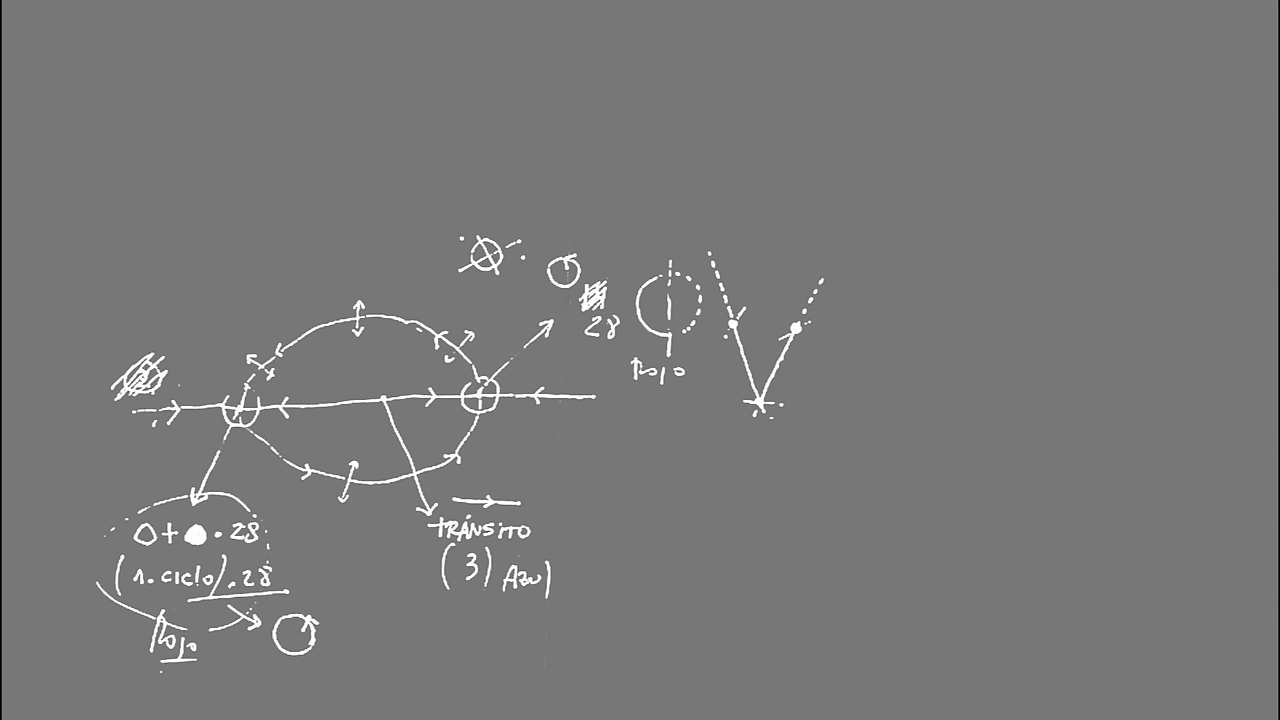 28
Rojo
+ . 28
(1. ciclo) . 28
Rojo
TRÁNSITO
(3) Azul